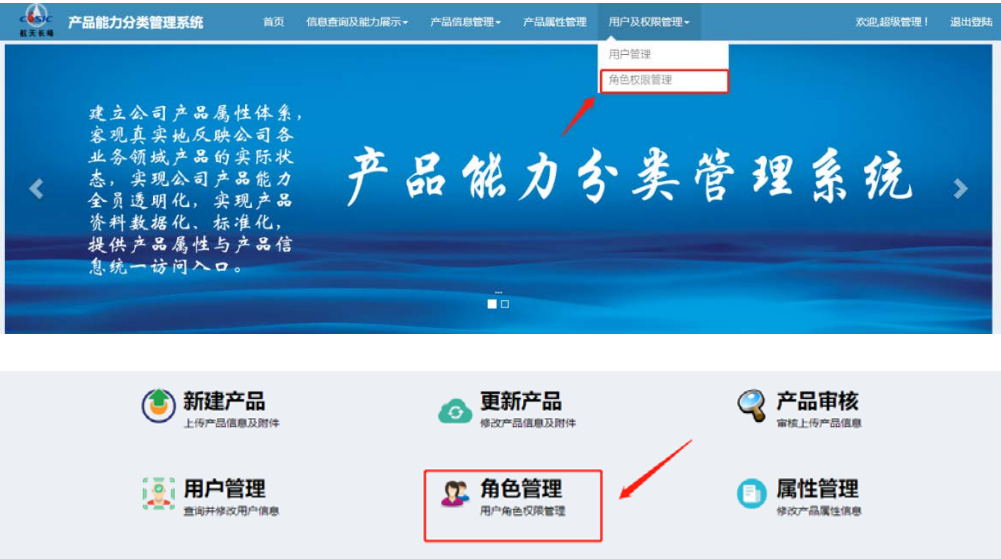 CASIC
航天长峰
产品能力分类管理系统
首页
信息查询及能力展示
产品信息管理
产品属性管理
用户及权限管理
欢迎,超级管理！
退出登陆
用户管理
角色权限管理
建立公司产品属性体系，
客观真实地反映公司各
业务领域产品的实际状
态，实现公司产品能力
全员透明化，实现产品
资料数据化、标准化，
提供产品属性与产品信
息统一访问入口。
产品能力分类管理系统
...
新建产品
上传产品信息及附件
更新产品
修改产品信息及附件
产品审核
审核上传产品信息
用户管理
查询并修改用户信息
角色管理
用户角色权限管理
属性管理
修改产品属性信息